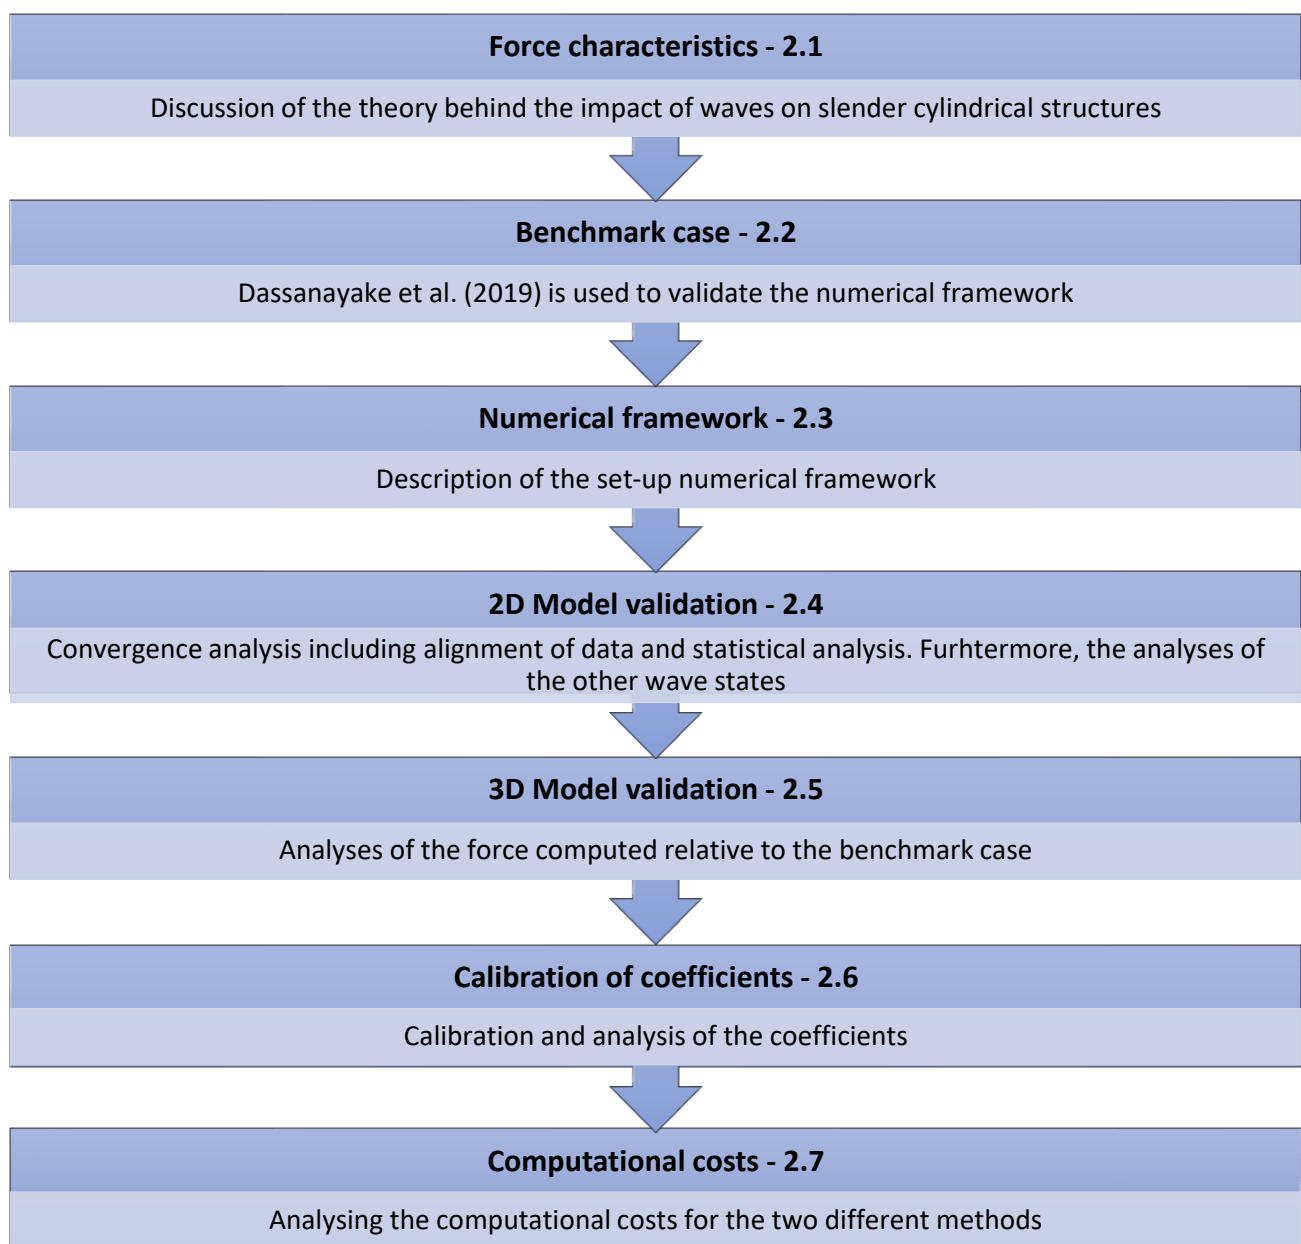 Force characteristics - 2.1
Discussion of the theory behind the impact of waves on slender cylindrical structures
Benchmark case - 2.2
Dassanayake et al. (2019) is used to validate the numerical framework
Numerical framework - 2.3
Description of the set-up numerical framework
2D Model validation - 2.4
Convergence analysis including alignment of data and statistical analysis. Furhtermore, the analyses of
the other wave states
3D Model validation - 2.5
Analyses of the force computed relative to the benchmark case
Calibration of coefficients - 2.6
Calibration and analysis of the coefficients
Computational costs - 2.7
Analysing the computational costs for the two different methods